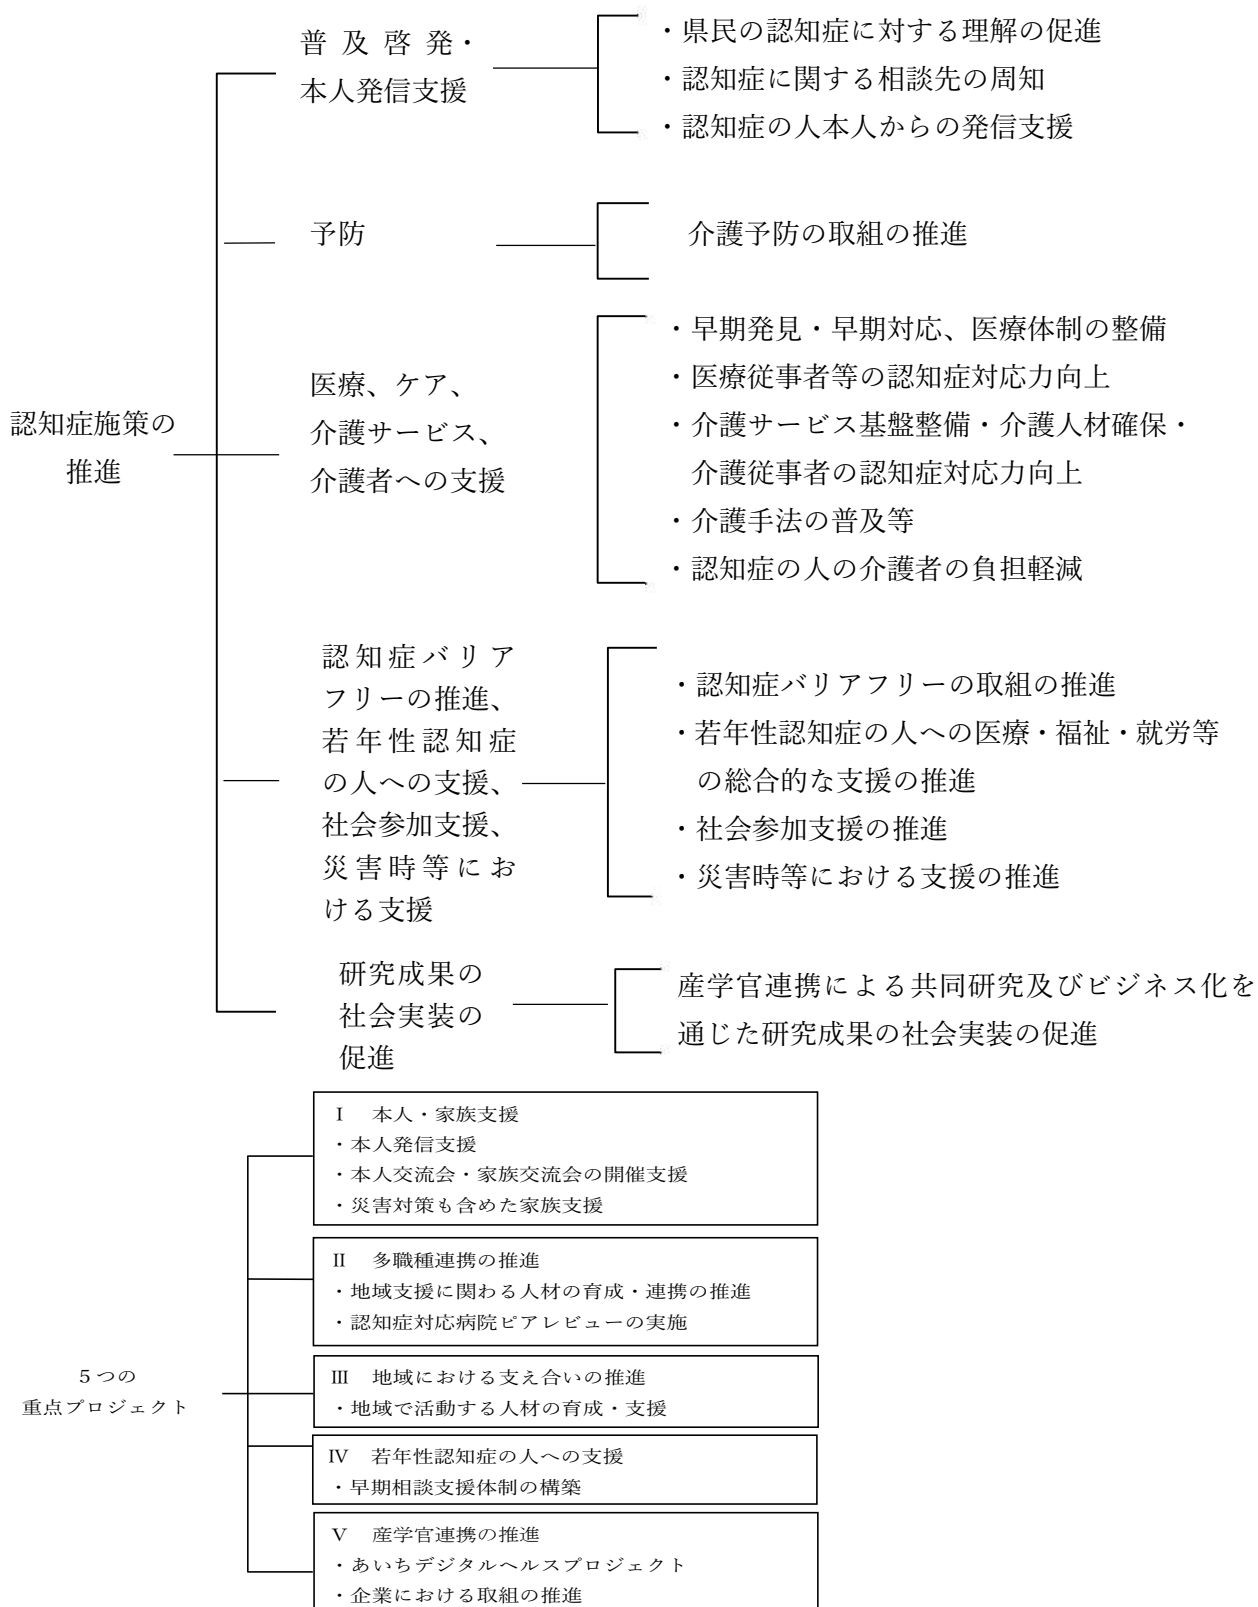 認知症施策の
推進
普及啓発・
本人発信支援
・県民の認知症に対する理解の促進
・認知症に関する相談先の周知
・認知症の人本人からの発信支援
予防
介護予防の取組の推進
医療、ケア、
介護サービス、
介護者への支援
・早期発見・早期対応、医療体制の整備
・医療従事者等の認知症対応力向上
・介護サービス基盤整備・介護人材確保・
介護従事者の認知症対応力向上
・介護手法の普及等
・認知症の人の介護者の負担軽減
認知症バリア
フリーの推進、
若年性認知症
の人への支援、
社会参加支援、
災害時等にお
ける支援
・認知症バリアフリーの取組の推進
・若年性認知症の人への医療・福祉・就労等
の総合的な支援の推進
・社会参加支援の推進
・災害時等における支援の推進
研究成果の
社会実装の
促進
産学官連携による共同研究及びビジネス化を
通じた研究成果の社会実装の促進
５つの
重点プロジェクト
Ⅰ　本人・家族支援
・本人発信支援
・本人交流会・家族交流会の開催支援
・災害対策も含めた家族支援
Ⅱ　多職種連携の推進
・地域支援に関わる人材の育成・連携の推進
・認知症対応病院ピアレビューの実施
Ⅲ　地域における支え合いの推進
・地域で活動する人材の育成・支援
Ⅳ　若年性認知症の人への支援
・早期相談支援体制の構築
Ⅴ　産学官連携の推進
・あいちデジタルヘルスプロジェクト
・企業における取組の推進